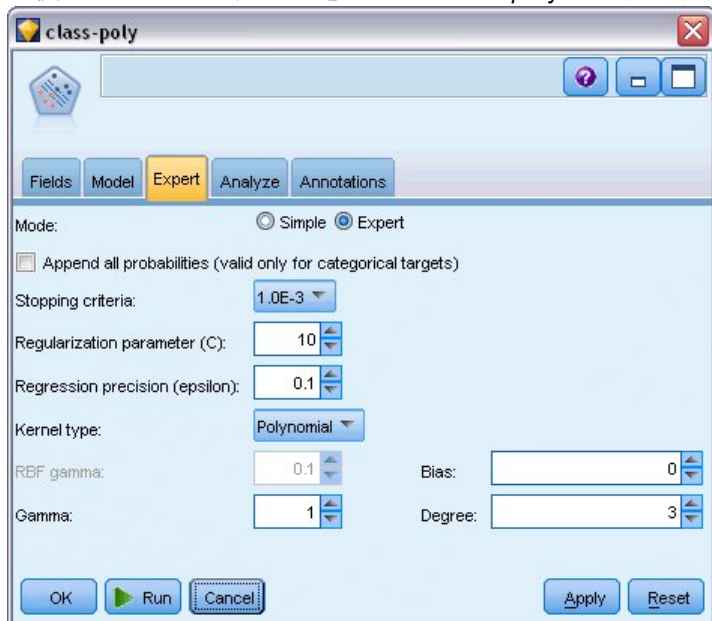 class-poly
Fields Model Expert Analyze Annotations
Mode: Simple Expert
Append all probabilities (valid only for categorical targets)
Stopping criteria: 1.0E-3
Regularization parameter (C): 10
Regression precision (epsilon): 0.1
Kernel type: Polynomial
RBF gamma: 0.1 Bias: 0
Gamma: 1 Degree: 3
OK Run Cancel Apply Reset